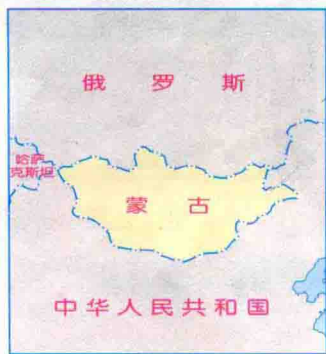 俄罗斯
哈萨
克斯坦
蒙古
中华人民共和国